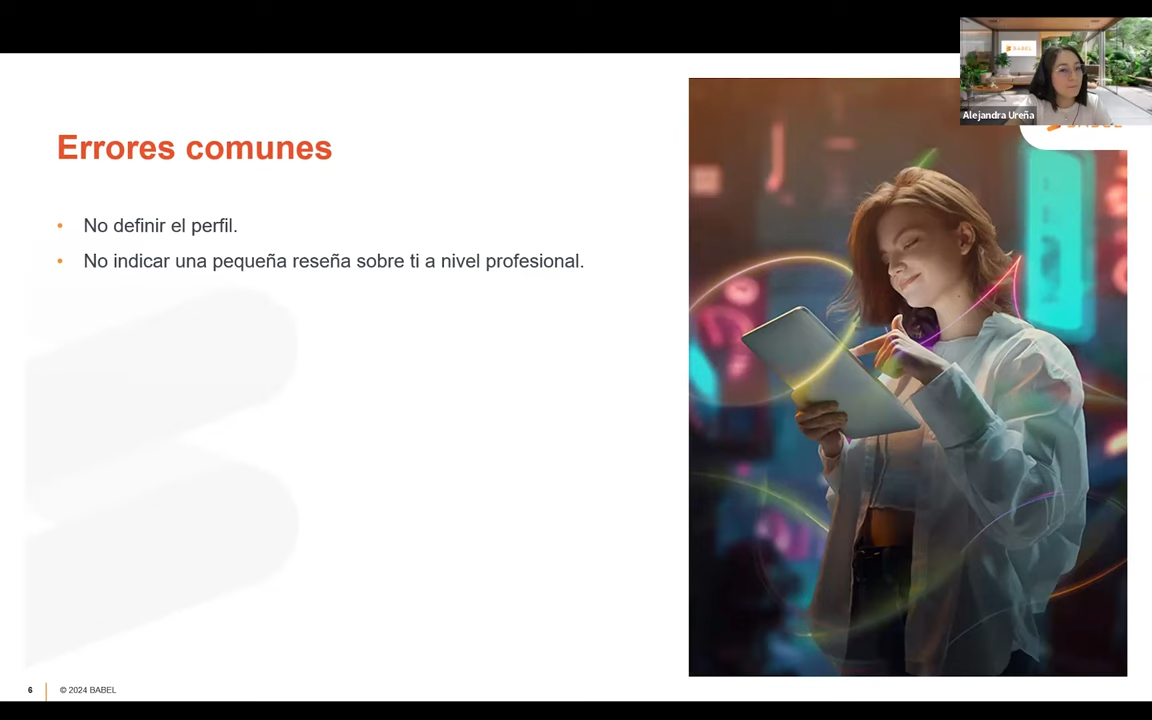 BABEL
Alejandra Ureña
Errores comunes
• No definir el perfil.
• No indicar una pequeña reseña sobre ti a nivel profesional.
6
© 2024 BABEL